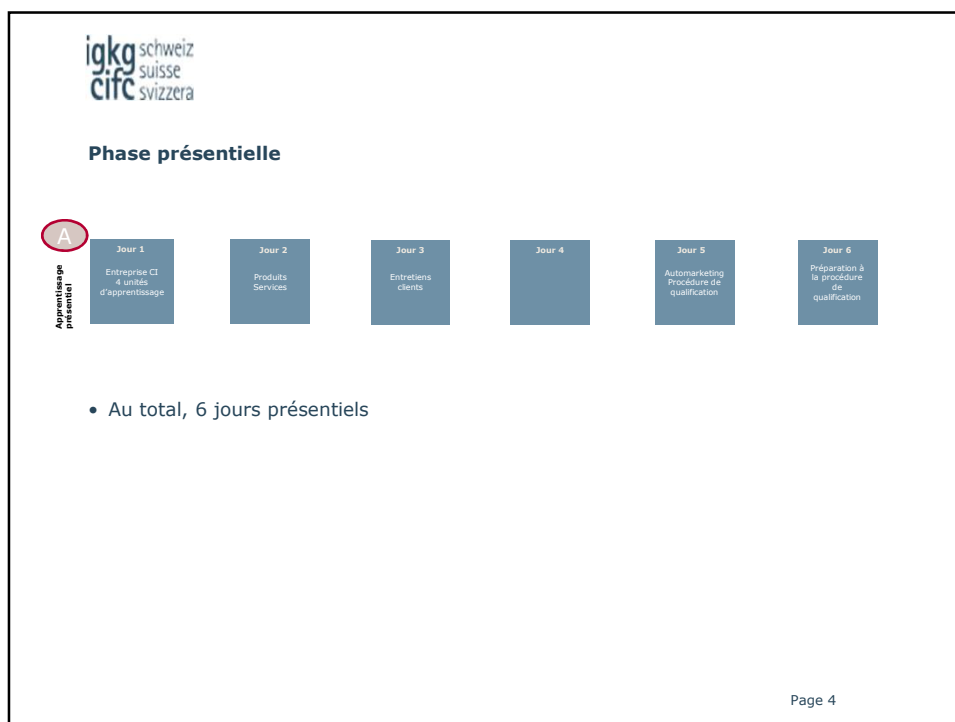 igkg schweiz
suisse
cifc svizzera
Phase présentielle
A
Apprentissage
présentiel
Jour 1
Entreprise CI
4 unités
d'apprentissage
Jour 2
Produits
Services
Jour 3
Entretiens
clients
Jour 4
Jour 5
Automarketing
Procédure de
qualification
Jour 6
Préparation à
la procédure
de
qualification
• Au total, 6 jours présentiels
Page 4